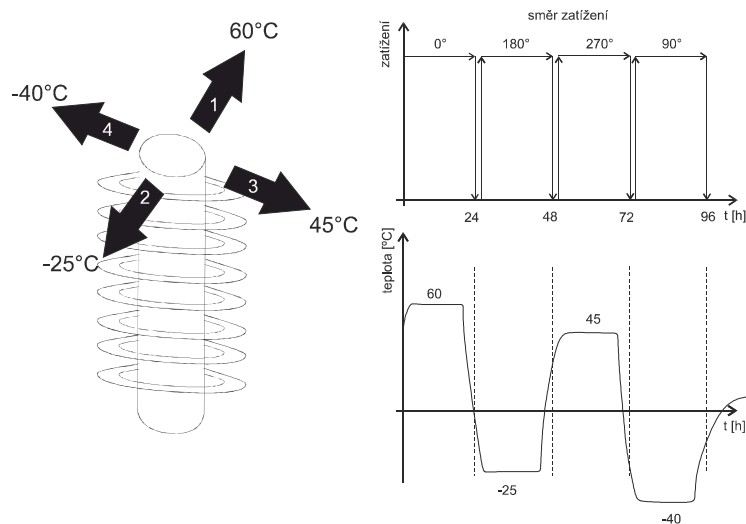 60°C
-40°C
1
4
2
3
45°C
-25°C
směr zatížení
zatížení
0°
180°
270°
90°
24
48
72
96
t [h]
teplota [°C]
60
45
-25
-40
t [h]